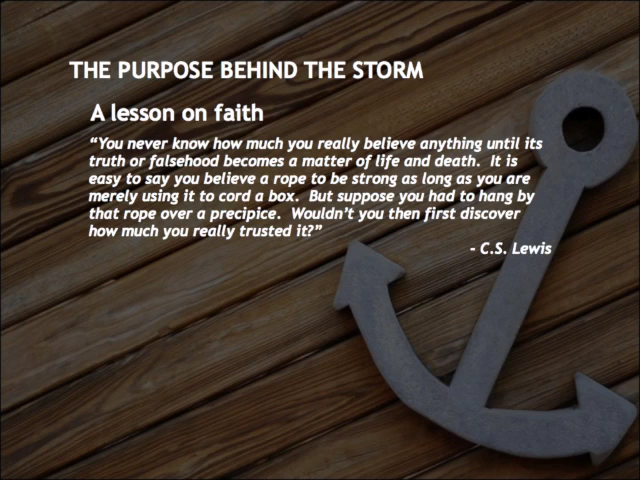 THE PURPOSE BEHIND THE STORM
A lesson on faith
“You never know how much you really believe anything until its
truth or falsehood becomes a matter of life and death.  It is
easy to say you believe a rope to be strong as long as you are
merely using it to cord a box.  But suppose you had to hang by
that rope over a precipice.  Wouldn’t you then first discover
how much you really trusted it?”
- C.S. Lewis